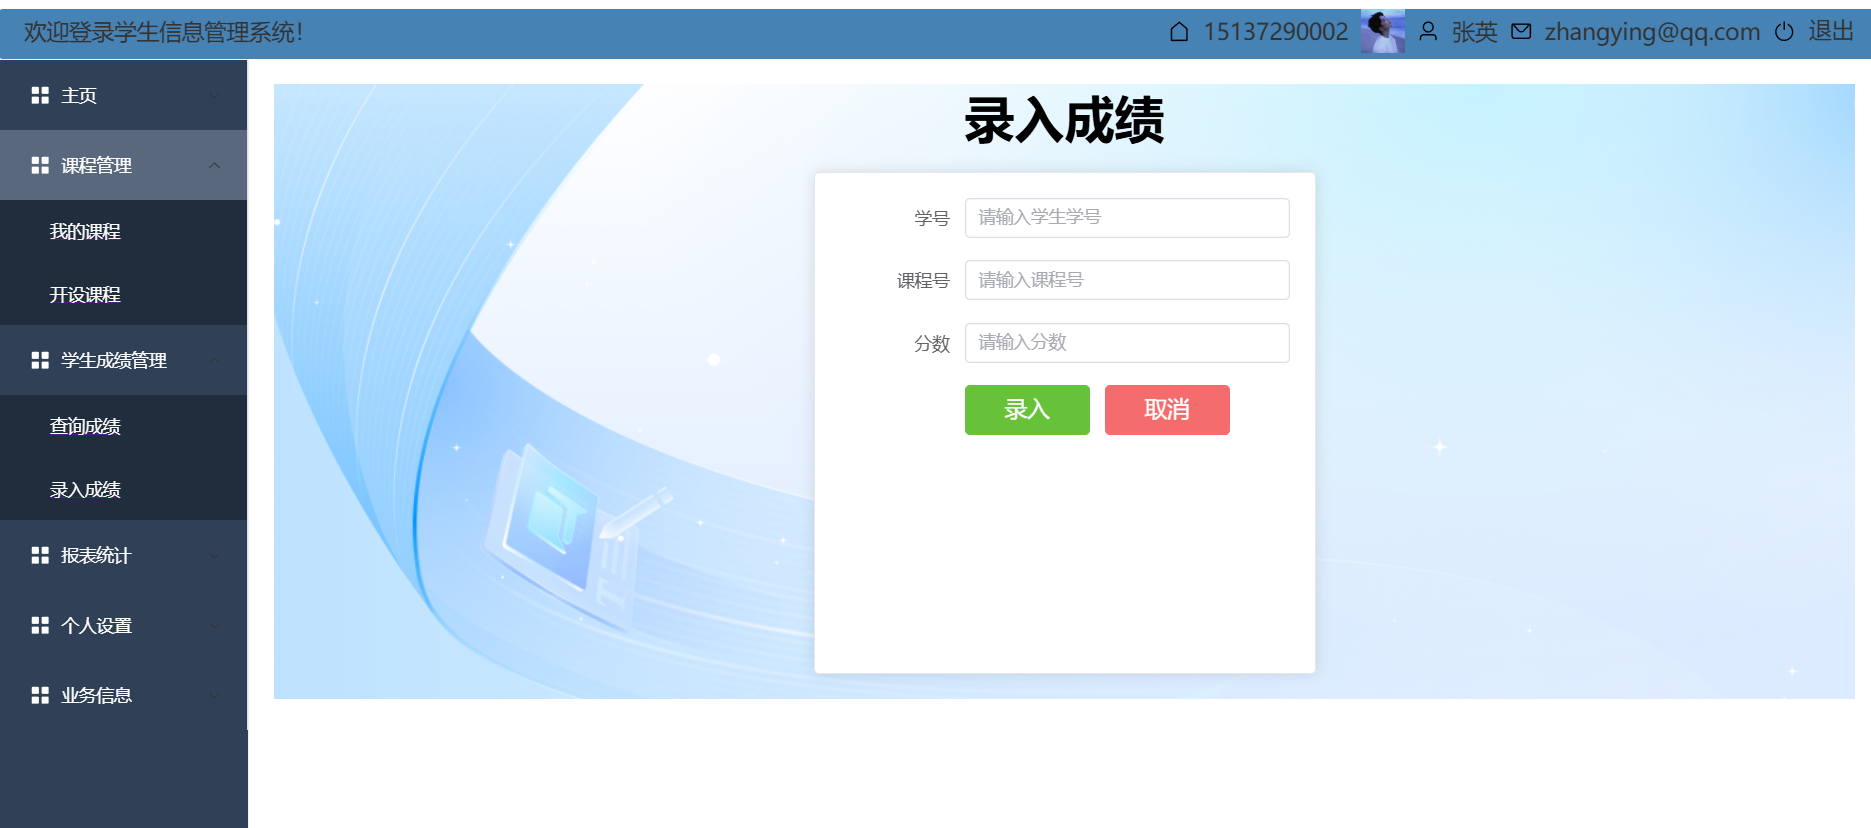 欢迎登录学生信息管理系统!
15137290002 张英 zhangying@qq.com 退出
主页
课程管理
我的课程
开设课程
学生成绩管理
查询成绩
录入成绩
报表统计
个人设置
业务信息
录入成绩
学号 请输入学生学号
课程号 请输入课程号
分数 请输入分数
录入 取消